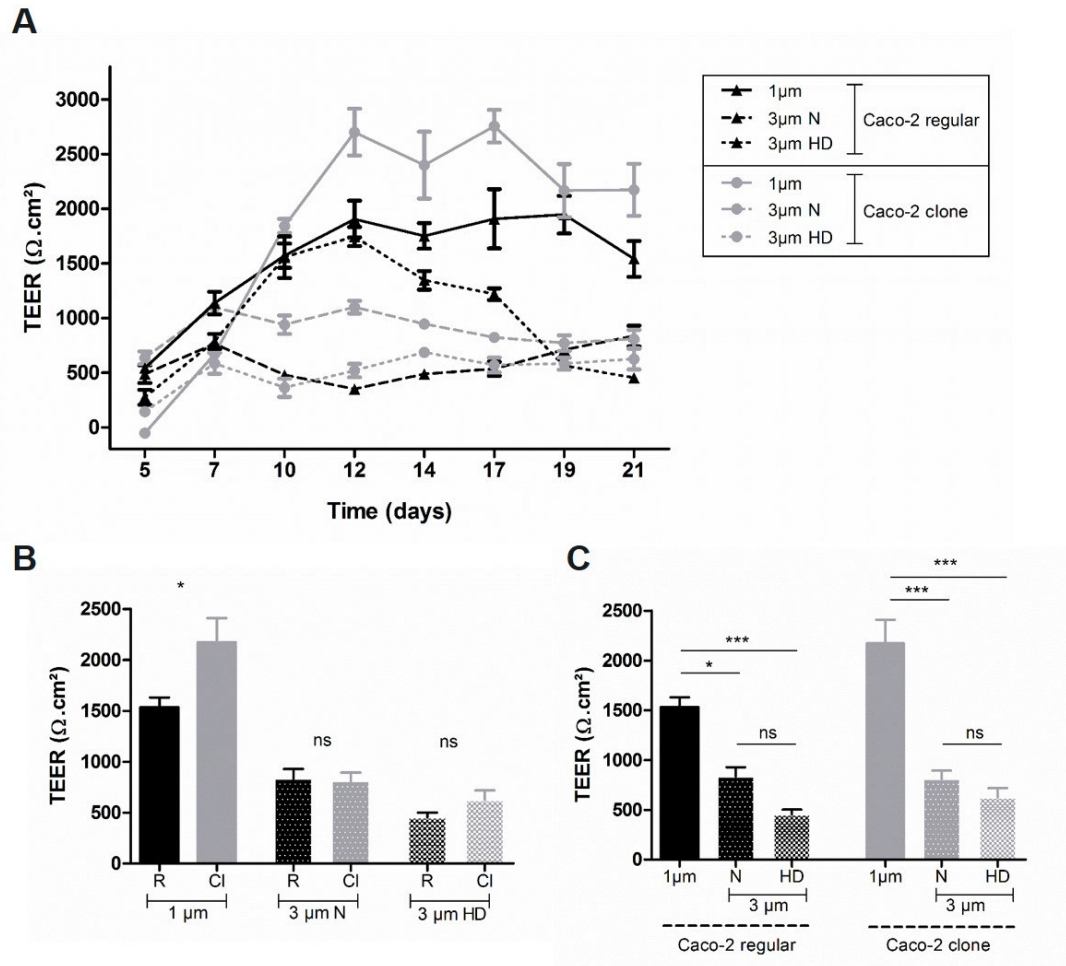 A
TEER (Ω.cm²)
3000
2500
2000
1500
1000
500
0
5 7 10 12 14 17 19 21
Time (days)
1µm
3µm N
3µm HD
Caco-2 regular
1µm
3µm N
3µm HD
Caco-2 clone
B
TEER (Ω.cm²)
2500
2000
1500
1000
500
0
*
ns
ns
R Cl R Cl R Cl
1 µm 3 µm N 3 µm HD
C
TEER (Ω.cm²)
2500
2000
1500
1000
500
0
***
***
***
*
ns
ns
1µm N HD 1µm N HD
3 µm 3 µm
Caco-2 regular Caco-2 clone